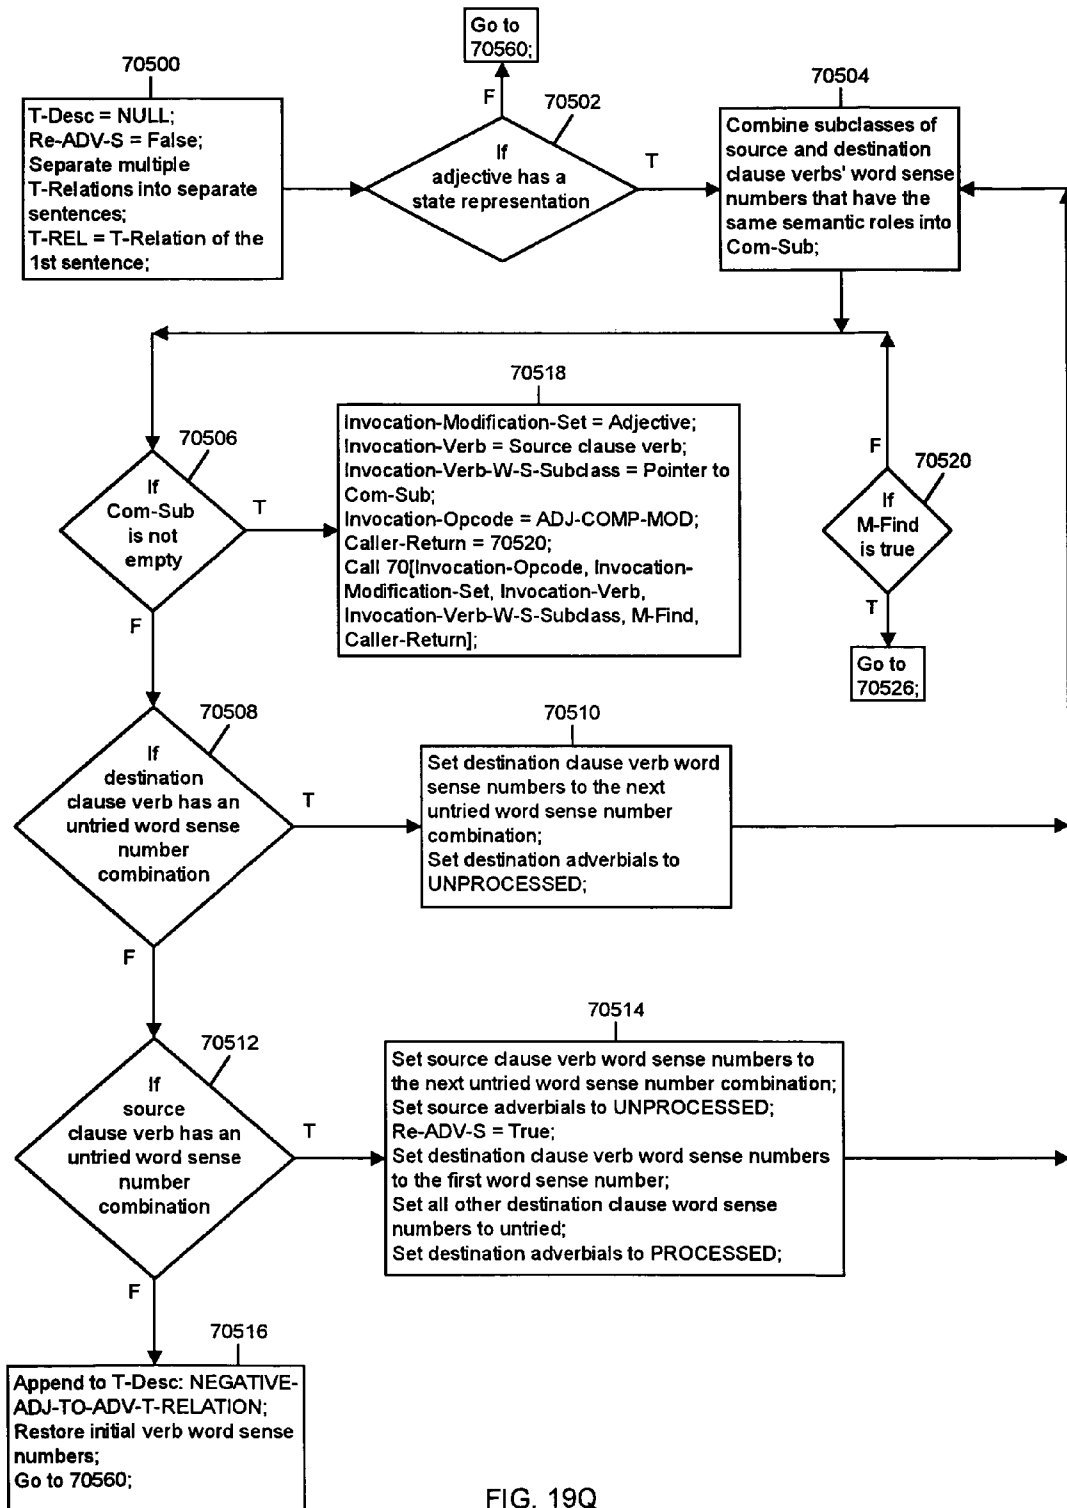 Go to
70560;
70500
T-Desc = NULL;
Re-ADV-S = False;
Separate multiple
T-Relations into separate
sentences;
T-REL = T-Relation of the
1st sentence;
F
70502
If
adjective has a
state representation
T
70504
Combine subclasses of
source and destination
clause verbs' word sense
numbers that have the
same semantic roles into
Com-Sub;
70506
If
Com-Sub
is not
empty
T
F
70518
Invocation-Modification-Set = Adjective;
Invocation-Verb = Source clause verb;
Invocation-Verb-W-S-Subclass = Pointer to
Com-Sub;
Invocation-Opcode = ADJ-COMP-MOD;
Caller-Return = 70520;
Call 70[Invocation-Opcode, Invocation-
Modification-Set, Invocation-Verb,
Invocation-Verb-W-S-Subclass, M-Find,
Caller-Return];
F
70520
If
M-Find
is true
T
Go to
70526;
70508
If
destination
clause verb has an
untried word sense
number
combination
T
F
70510
Set destination clause verb word
sense numbers to the next
untried word sense number
combination;
Set destination adverbials to
UNPROCESSED;
70512
If
source
clause verb has an
untried word sense
number
combination
T
F
70514
Set source clause verb word sense numbers to
the next untried word sense number combination;
Set source adverbials to UNPROCESSED;
Re-ADV-S = True;
Set destination clause verb word sense numbers
to the first word sense number;
Set all other destination clause word sense
numbers to untried;
Set destination adverbials to PROCESSED;
70516
Append to T-Desc: NEGATIVE-
ADJ-TO-ADV-T-RELATION;
Restore initial verb word sense
numbers;
Go to 70560;
FIG. 19Q